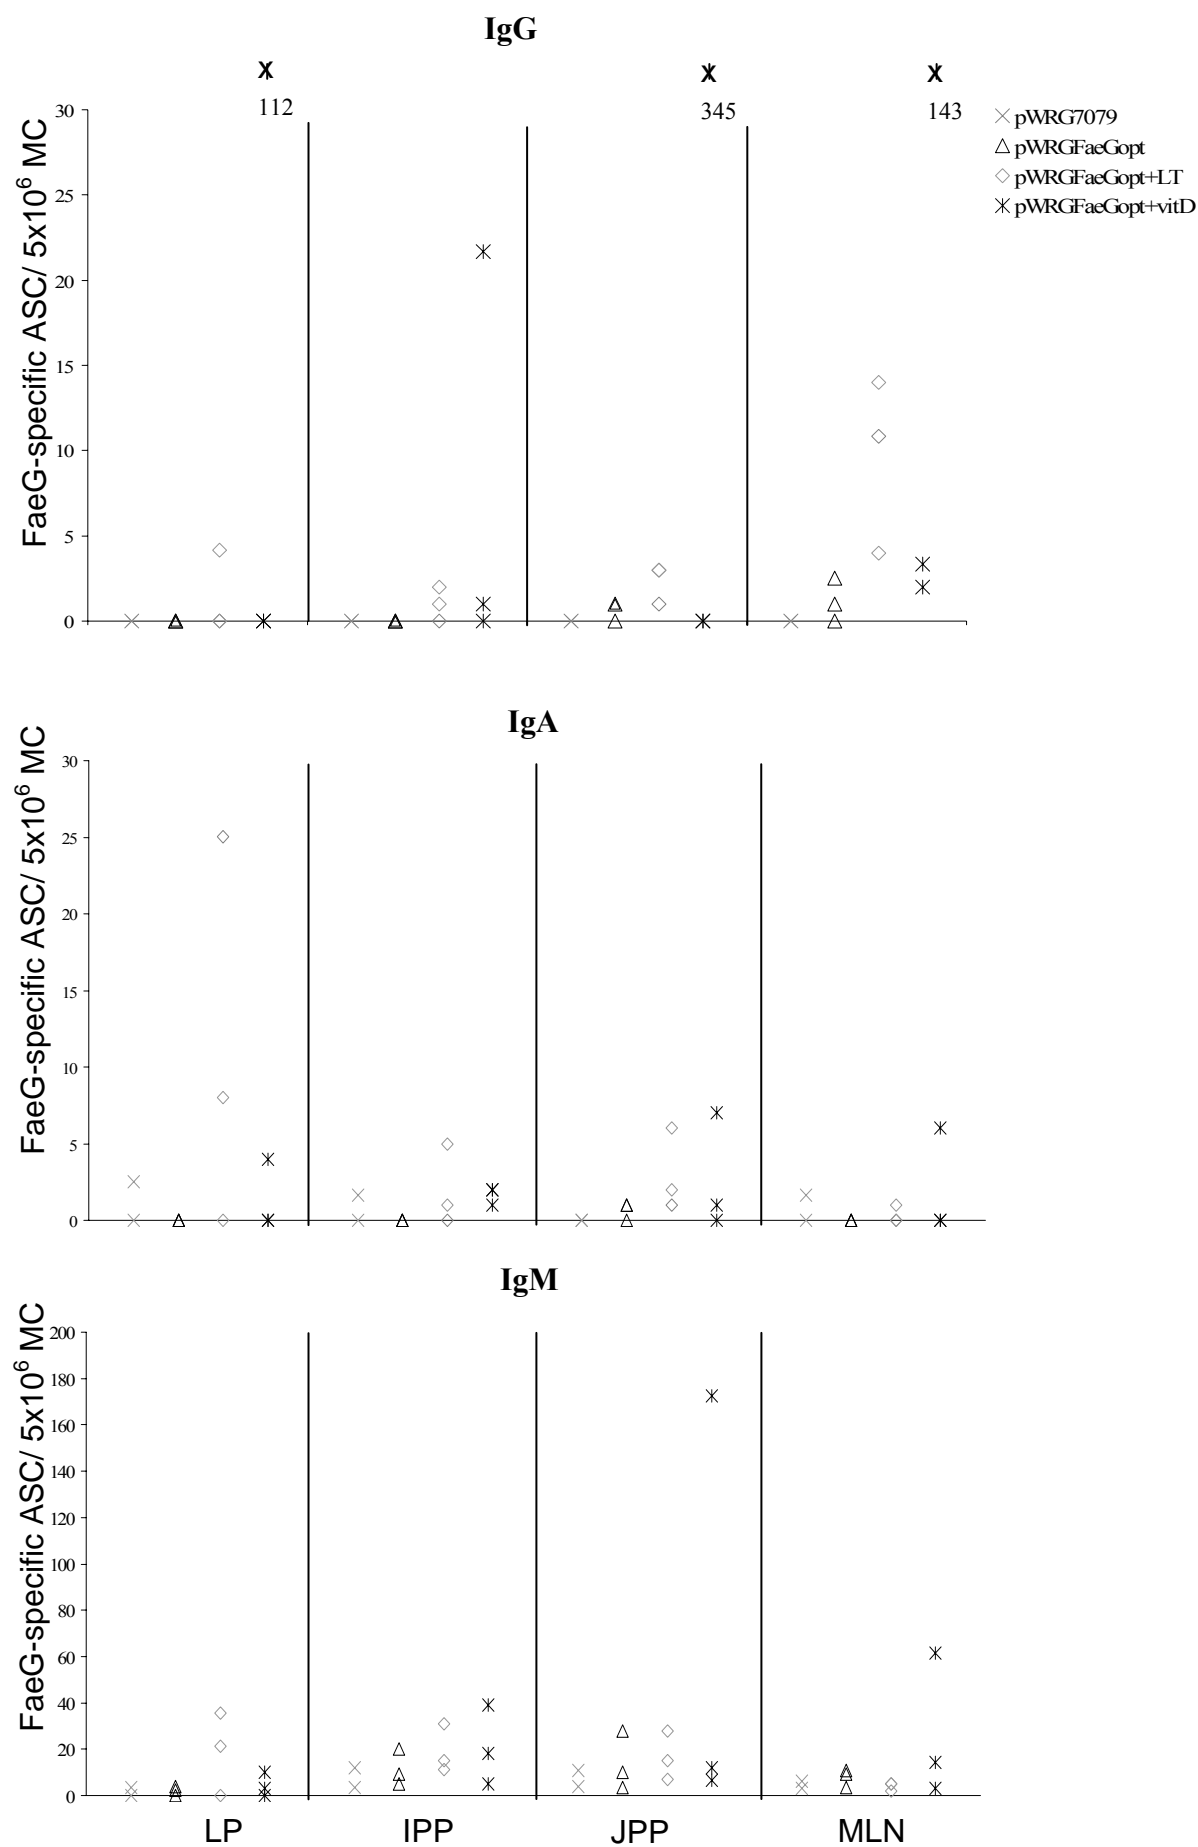 IgG
112
345
143
FaeG-specific ASC/ 5x10⁶ MC
30
25
20
15
10
5
0
pWRG7079
pWRGFaeGopt
pWRGFaeGopt+LT
pWRGFaeGopt+vitD
IgA
FaeG-specific ASC/ 5x10⁶ MC
30
25
20
15
10
5
0
IgM
FaeG-specific ASC/ 5x10⁶ MC
200
180
160
140
120
100
80
60
40
20
0
LP IPP JPP MLN